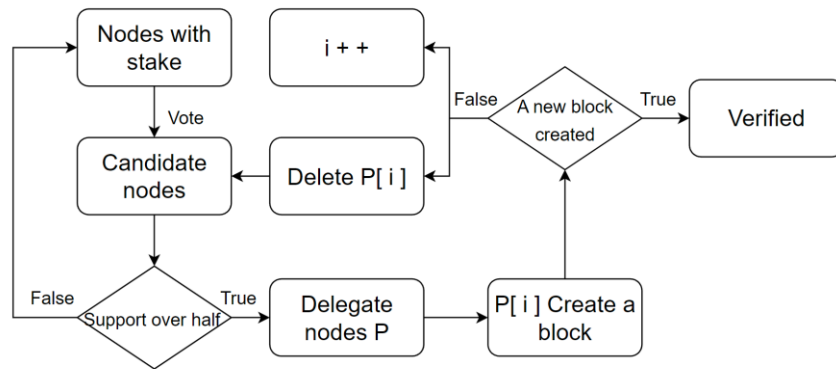 Nodes with
stake
i + +
False
A new block
created
True
Verified
Vote
Candidate
nodes
Delete P[ i ]
False
Support over half
True
Delegate
nodes P
P[ i ] Create a
block